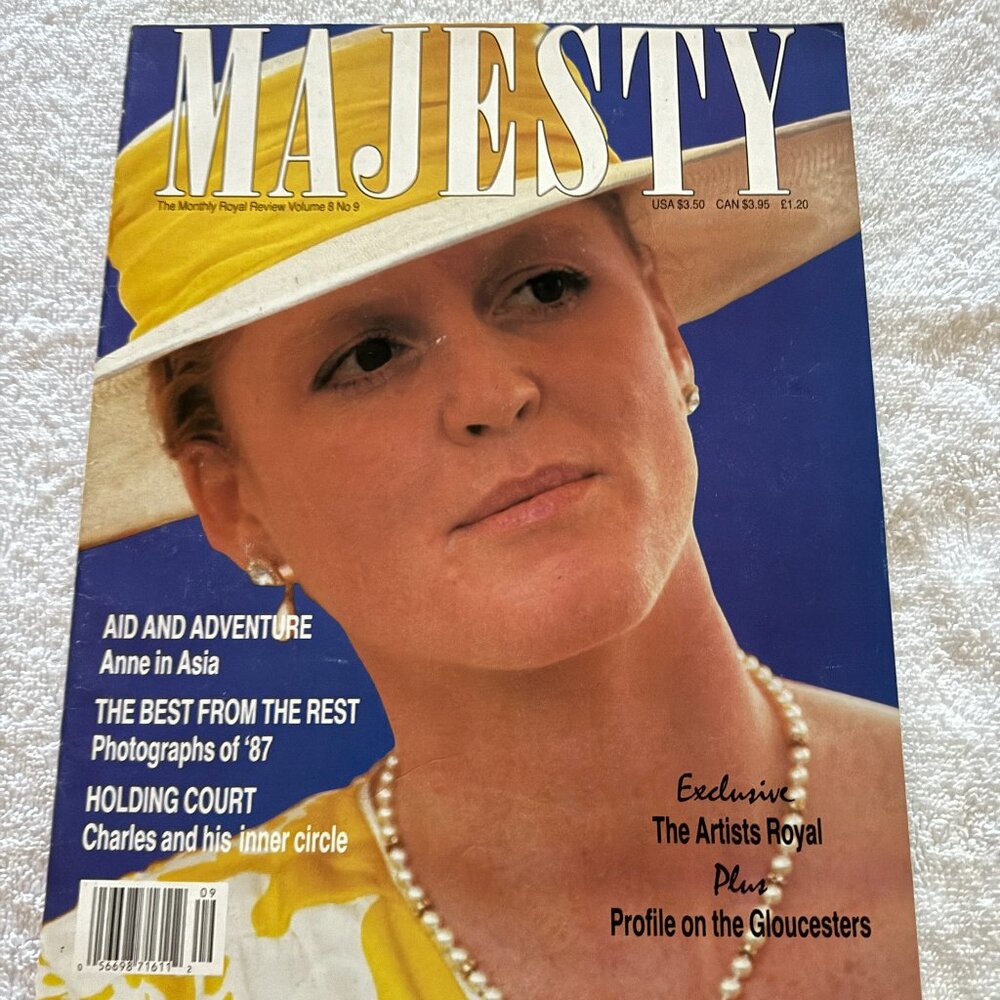 MAJESTY
The Monthly Royal Review Volume 8 No 9
USA $3.50 CAN $3.95 £1.20
AID AND ADVENTURE
Anne in Asia
THE BEST FROM THE REST
Photographs of ‘87
HOLDING COURT
Charles and his inner circle
Exclusive
The Artists Royal
Plus
Profile on the Gloucesters
09
0 56698 71611 2